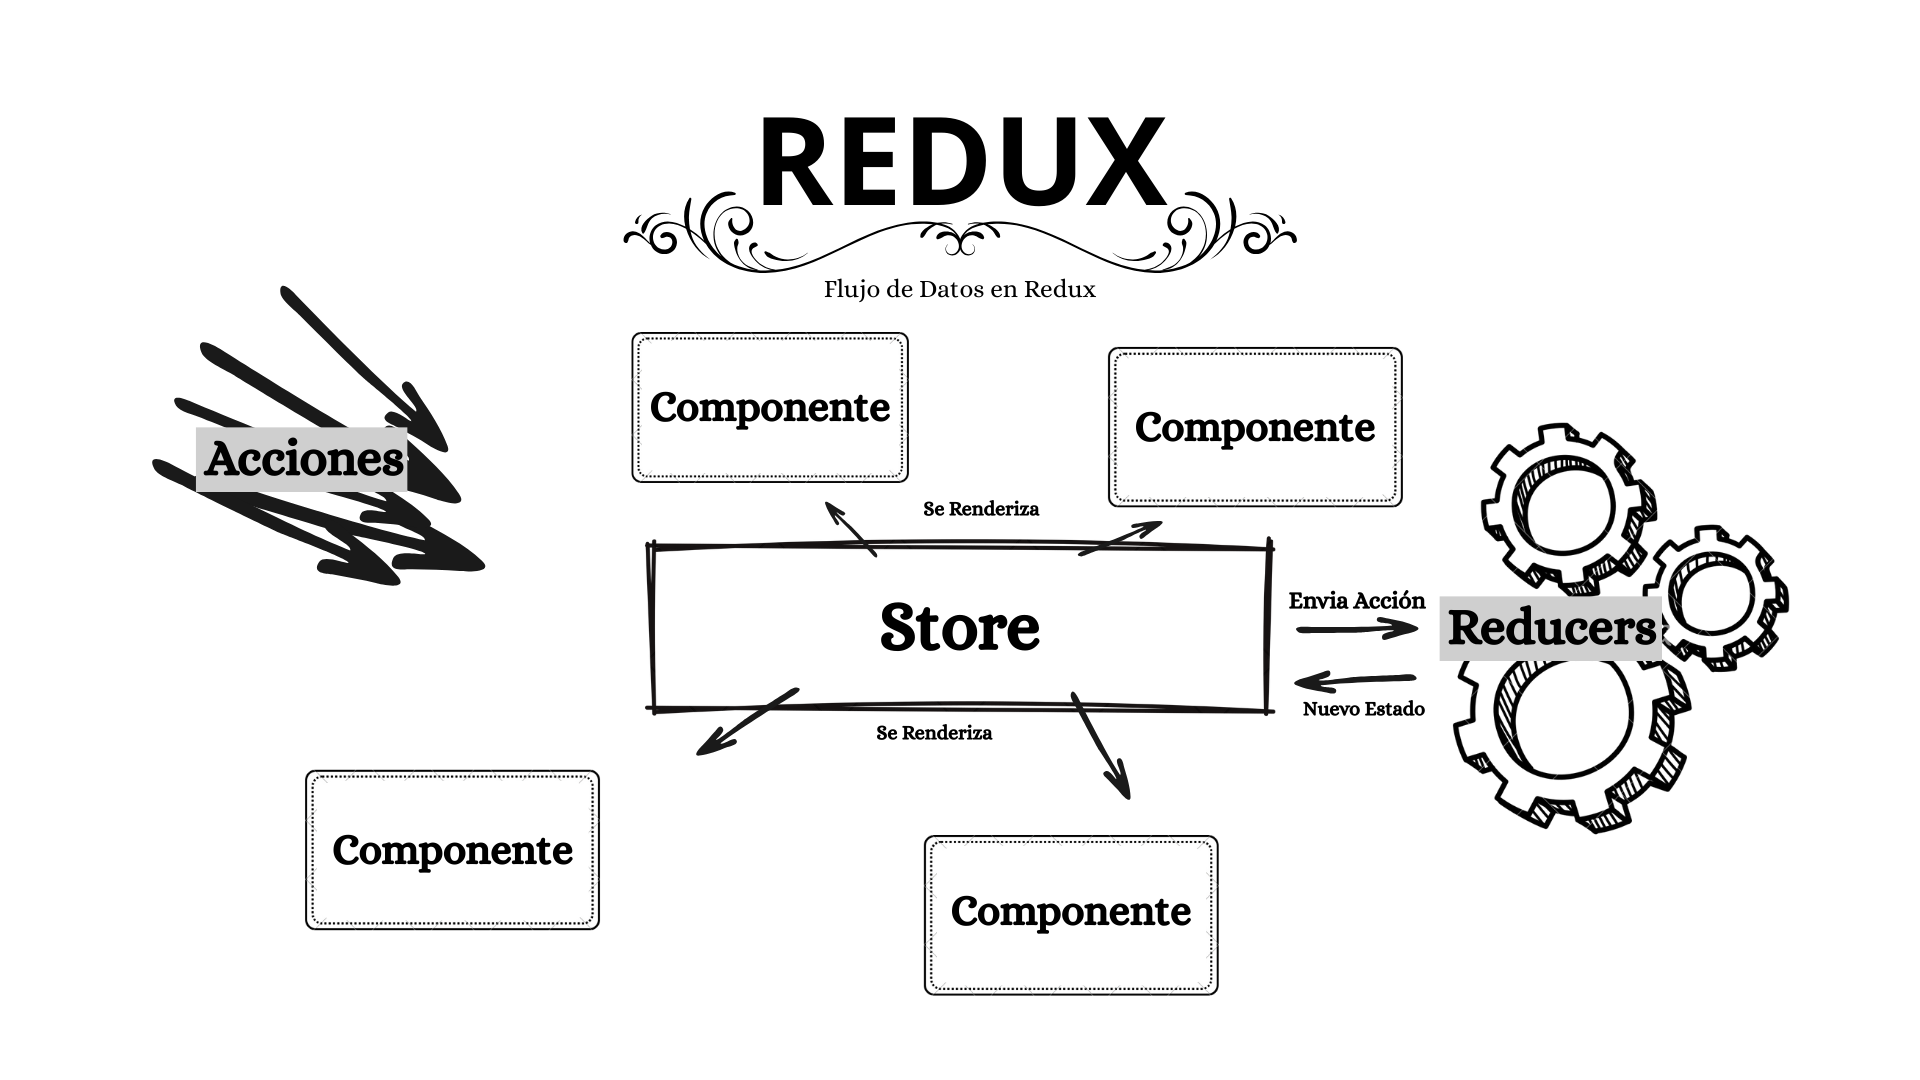 REDUX
Flujo de Datos en Redux
Componente
Componente
Acciones
Se Renderiza
Store
Envia Acción
Reducers
Nuevo Estado
Se Renderiza
Componente
Componente